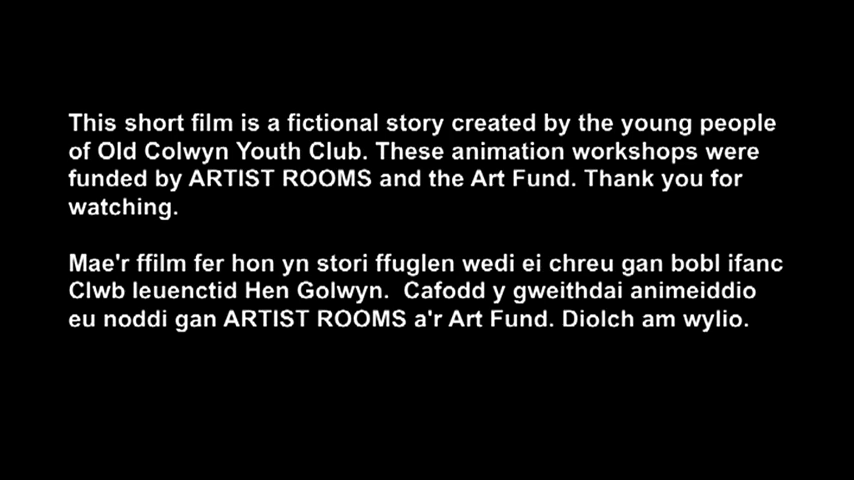 This short film is a fictional story created by the young people
of Old Colwyn Youth Club. These animation workshops were
funded by ARTIST ROOMS and the Art Fund. Thank you for
watching.
Mae'r ffilm fer hon yn stori ffuglen wedi ei chreu gan bobl ifanc
Clwb Ieuenctid Hen Golwyn. Cafodd y gweithdai animeiddio
eu noddi gan ARTIST ROOMS a'r Art Fund. Diolch am wylio.